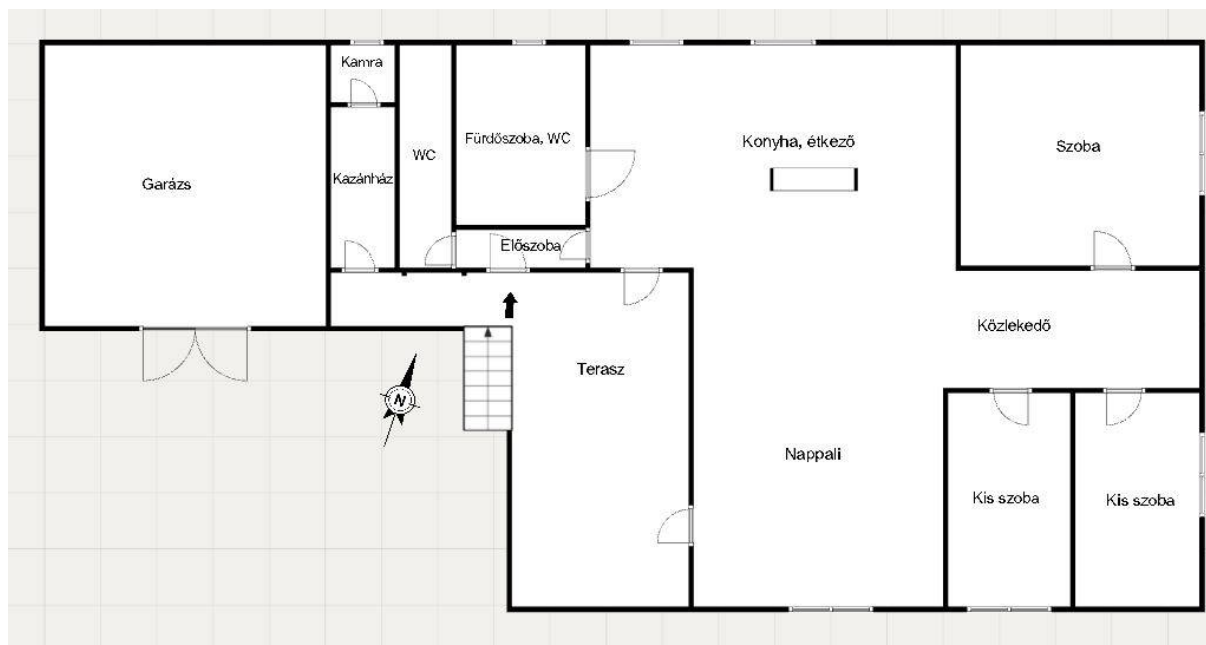 Kamra
Konyha, étkező
Fürdőszoba, WC
Szoba
WC
Kazánház
Garázs
Előszoba
Közlekedő
Terasz
N
Nappali
Kis szoba
Kis szoba